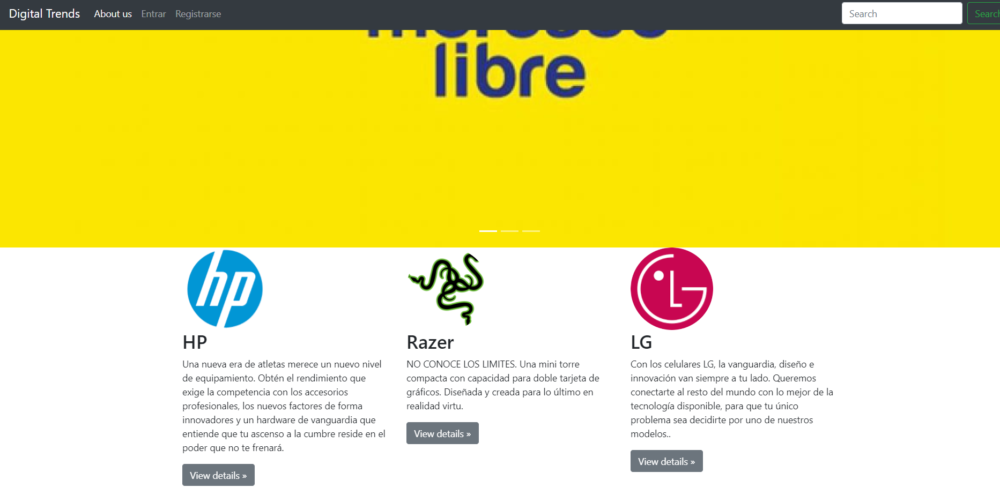 Digital Trends About us Entrar Registrarse Search
libre
hp
LG
HP
Una nueva era de atletas merece un nuevo nivel
de equipamiento. Obtén el rendimiento que
exige la competencia con los accesorios
profesionales, los nuevos factores de forma
innovadores y un hardware de vanguardia que
entiende que tu ascenso a la cumbre reside en el
poder que no te frenará.
View details »
Razer
NO CONOCE LOS LIMITES. Una mini torre
compacta con capacidad para doble tarjeta de
gráficos. Diseñada y creada para lo último en
realidad virtu.
View details »
LG
Con los celulares LG, la vanguardia, diseño e
innovación van siempre a tu lado. Queremos
conectarte al resto del mundo con lo mejor de la
tecnología disponible, para que tu único
problema sea decidirte por uno de nuestros
modelos..
View details »